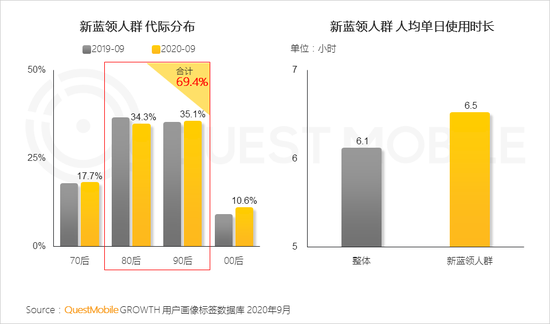 新蓝领人群 代际分布
2019-09 2020-09
合计
69.4%
50%
25%
0%
17.7%
34.3%
35.1%
10.6%
70后 80后 90后 00后
新蓝领人群 人均单日使用时长
单位：小时
7
6
5
6.1
6.5
整体 新蓝领人群
QUEST MOBILE
Source：QuestMobile GROWTH 用户画像标签数据库 2020年9月